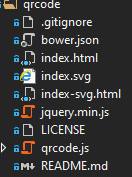 qrcode
.gitignore
bower.json
index.html
index.svg
index-svg.html
jquery.min.js
LICENSE
qrcode.js
README.md